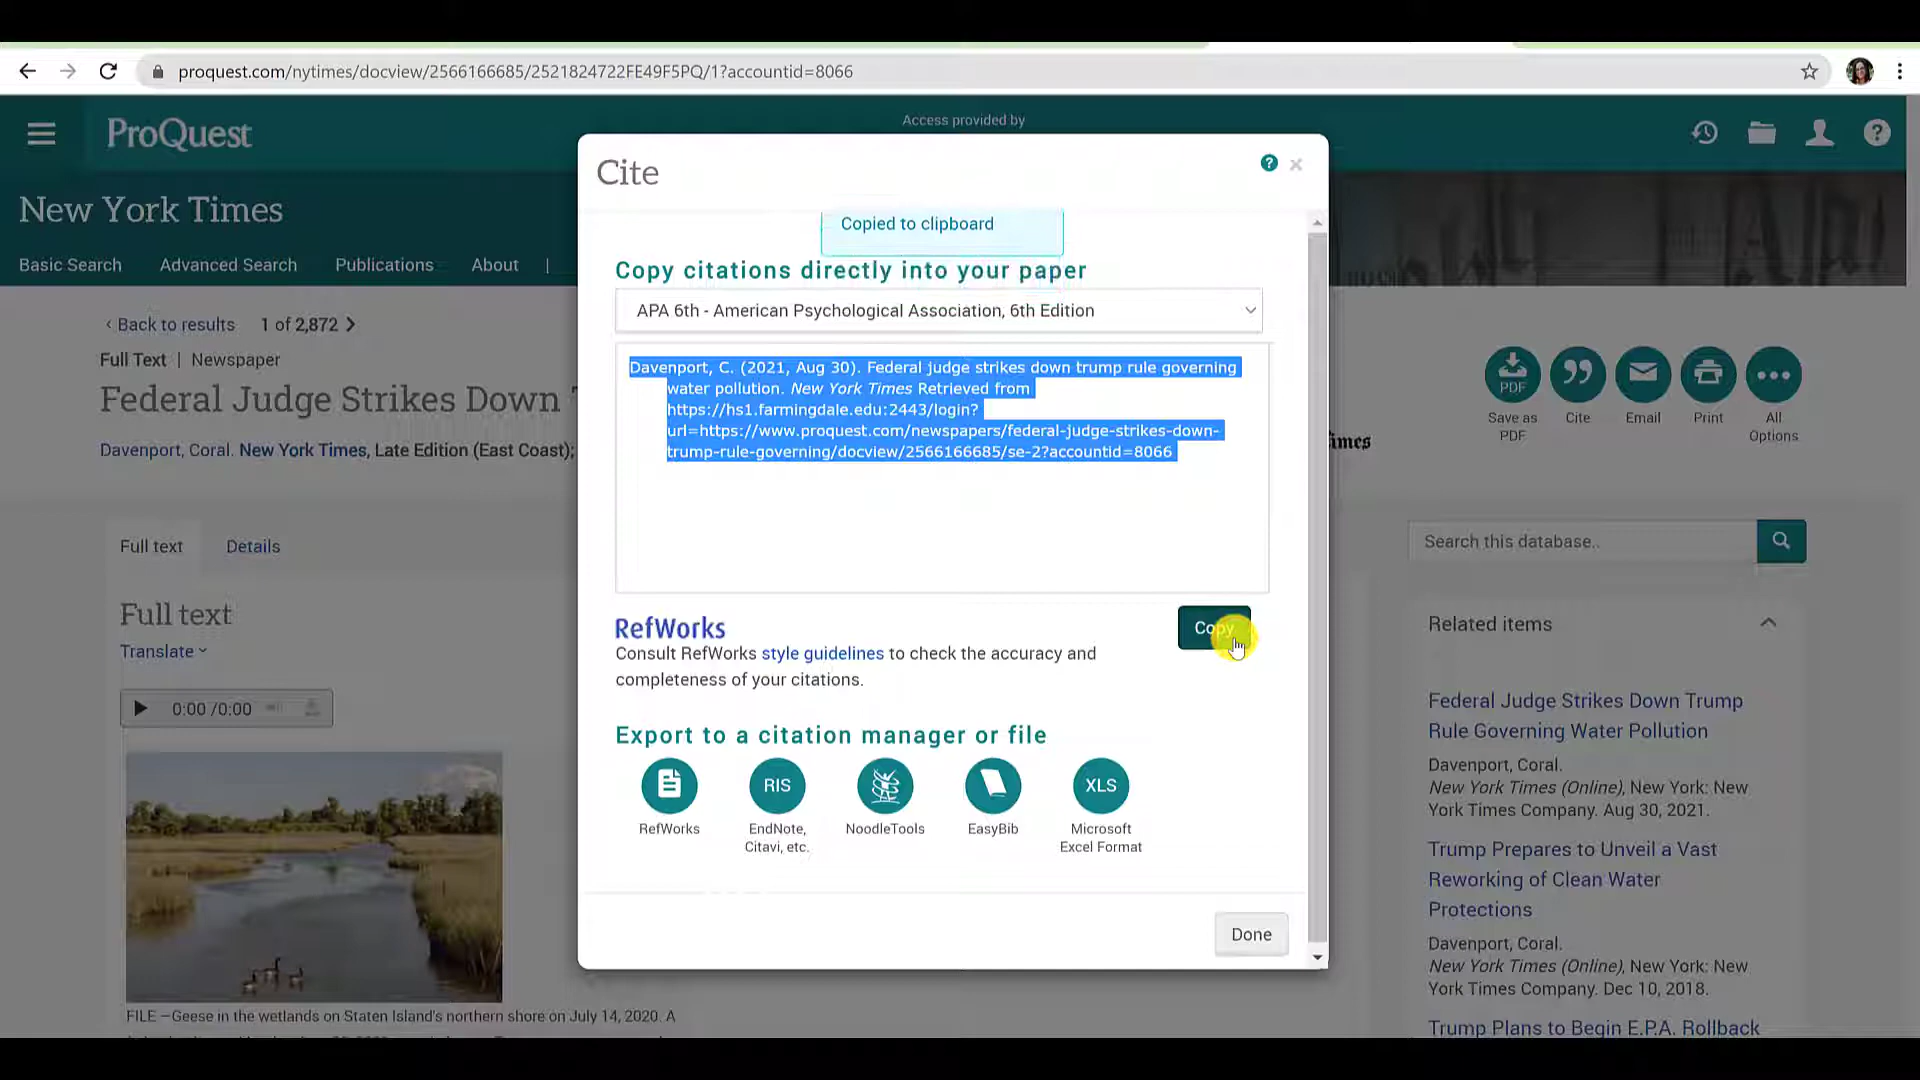 proquest.com/nytimes/docview/2566166685/2521824722FE49F5PQ/1?accountid=8066
ProQuest
Access provided by
New York Times
Basic Search Advanced Search Publications About |
‹ Back to results 1 of 2,872
Full Text | Newspaper
Federal Judge Strikes Down
Davenport, Coral. New York Times, Late Edition (East Coast);
PDF
Save as
PDF
Cite
Email
Print
All
Options
Cite
Copied to clipboard
Copy citations directly into your paper
APA 6th - American Psychological Association, 6th Edition
Davenport, C. (2021, Aug 30). Federal judge strikes down trump rule governing
water pollution. New York Times Retrieved from
https://hs1.farmingdale.edu:2443/login?
url=https://www.proquest.com/newspapers/federal-judge-strikes-down-
trump-rule-governing/docview/2566166685/se-2?accountid=8066
Copy
RefWorks
Consult RefWorks style guidelines to check the accuracy and
completeness of your citations.
Export to a citation manager or file
RIS
XLS
RefWorks
EndNote,
Citavi, etc.
NoodleTools
EasyBib
Microsoft
Excel Format
Done
Full text Details
Full text
Translate
0:00 /0:00
FILE —Geese in the wetlands on Staten Island's northern shore on July 14, 2020. A
Search this database..
Related items
Federal Judge Strikes Down Trump
Rule Governing Water Pollution
Davenport, Coral.
New York Times (Online), New York: New
York Times Company. Aug 30, 2021.
Trump Prepares to Unveil a Vast
Reworking of Clean Water
Protections
Davenport, Coral.
New York Times (Online), New York: New
York Times Company. Dec 10, 2018.
Trump Plans to Begin E.P.A. Rollback